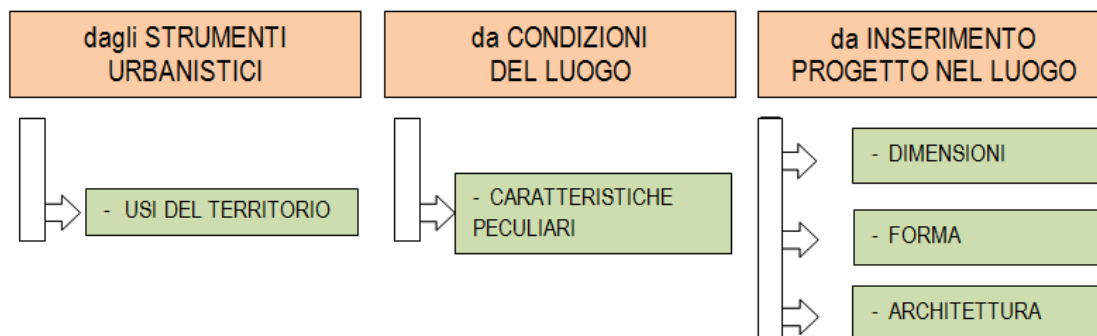 dagli STRUMENTI
URBANISTICI
- USI DEL TERRITORIO
da CONDIZIONI
DEL LUOGO
- CARATTERISTICHE
PECULIARI
da INSERIMENTO
PROGETTO NEL LUOGO
- DIMENSIONI
- FORMA
- ARCHITETTURA